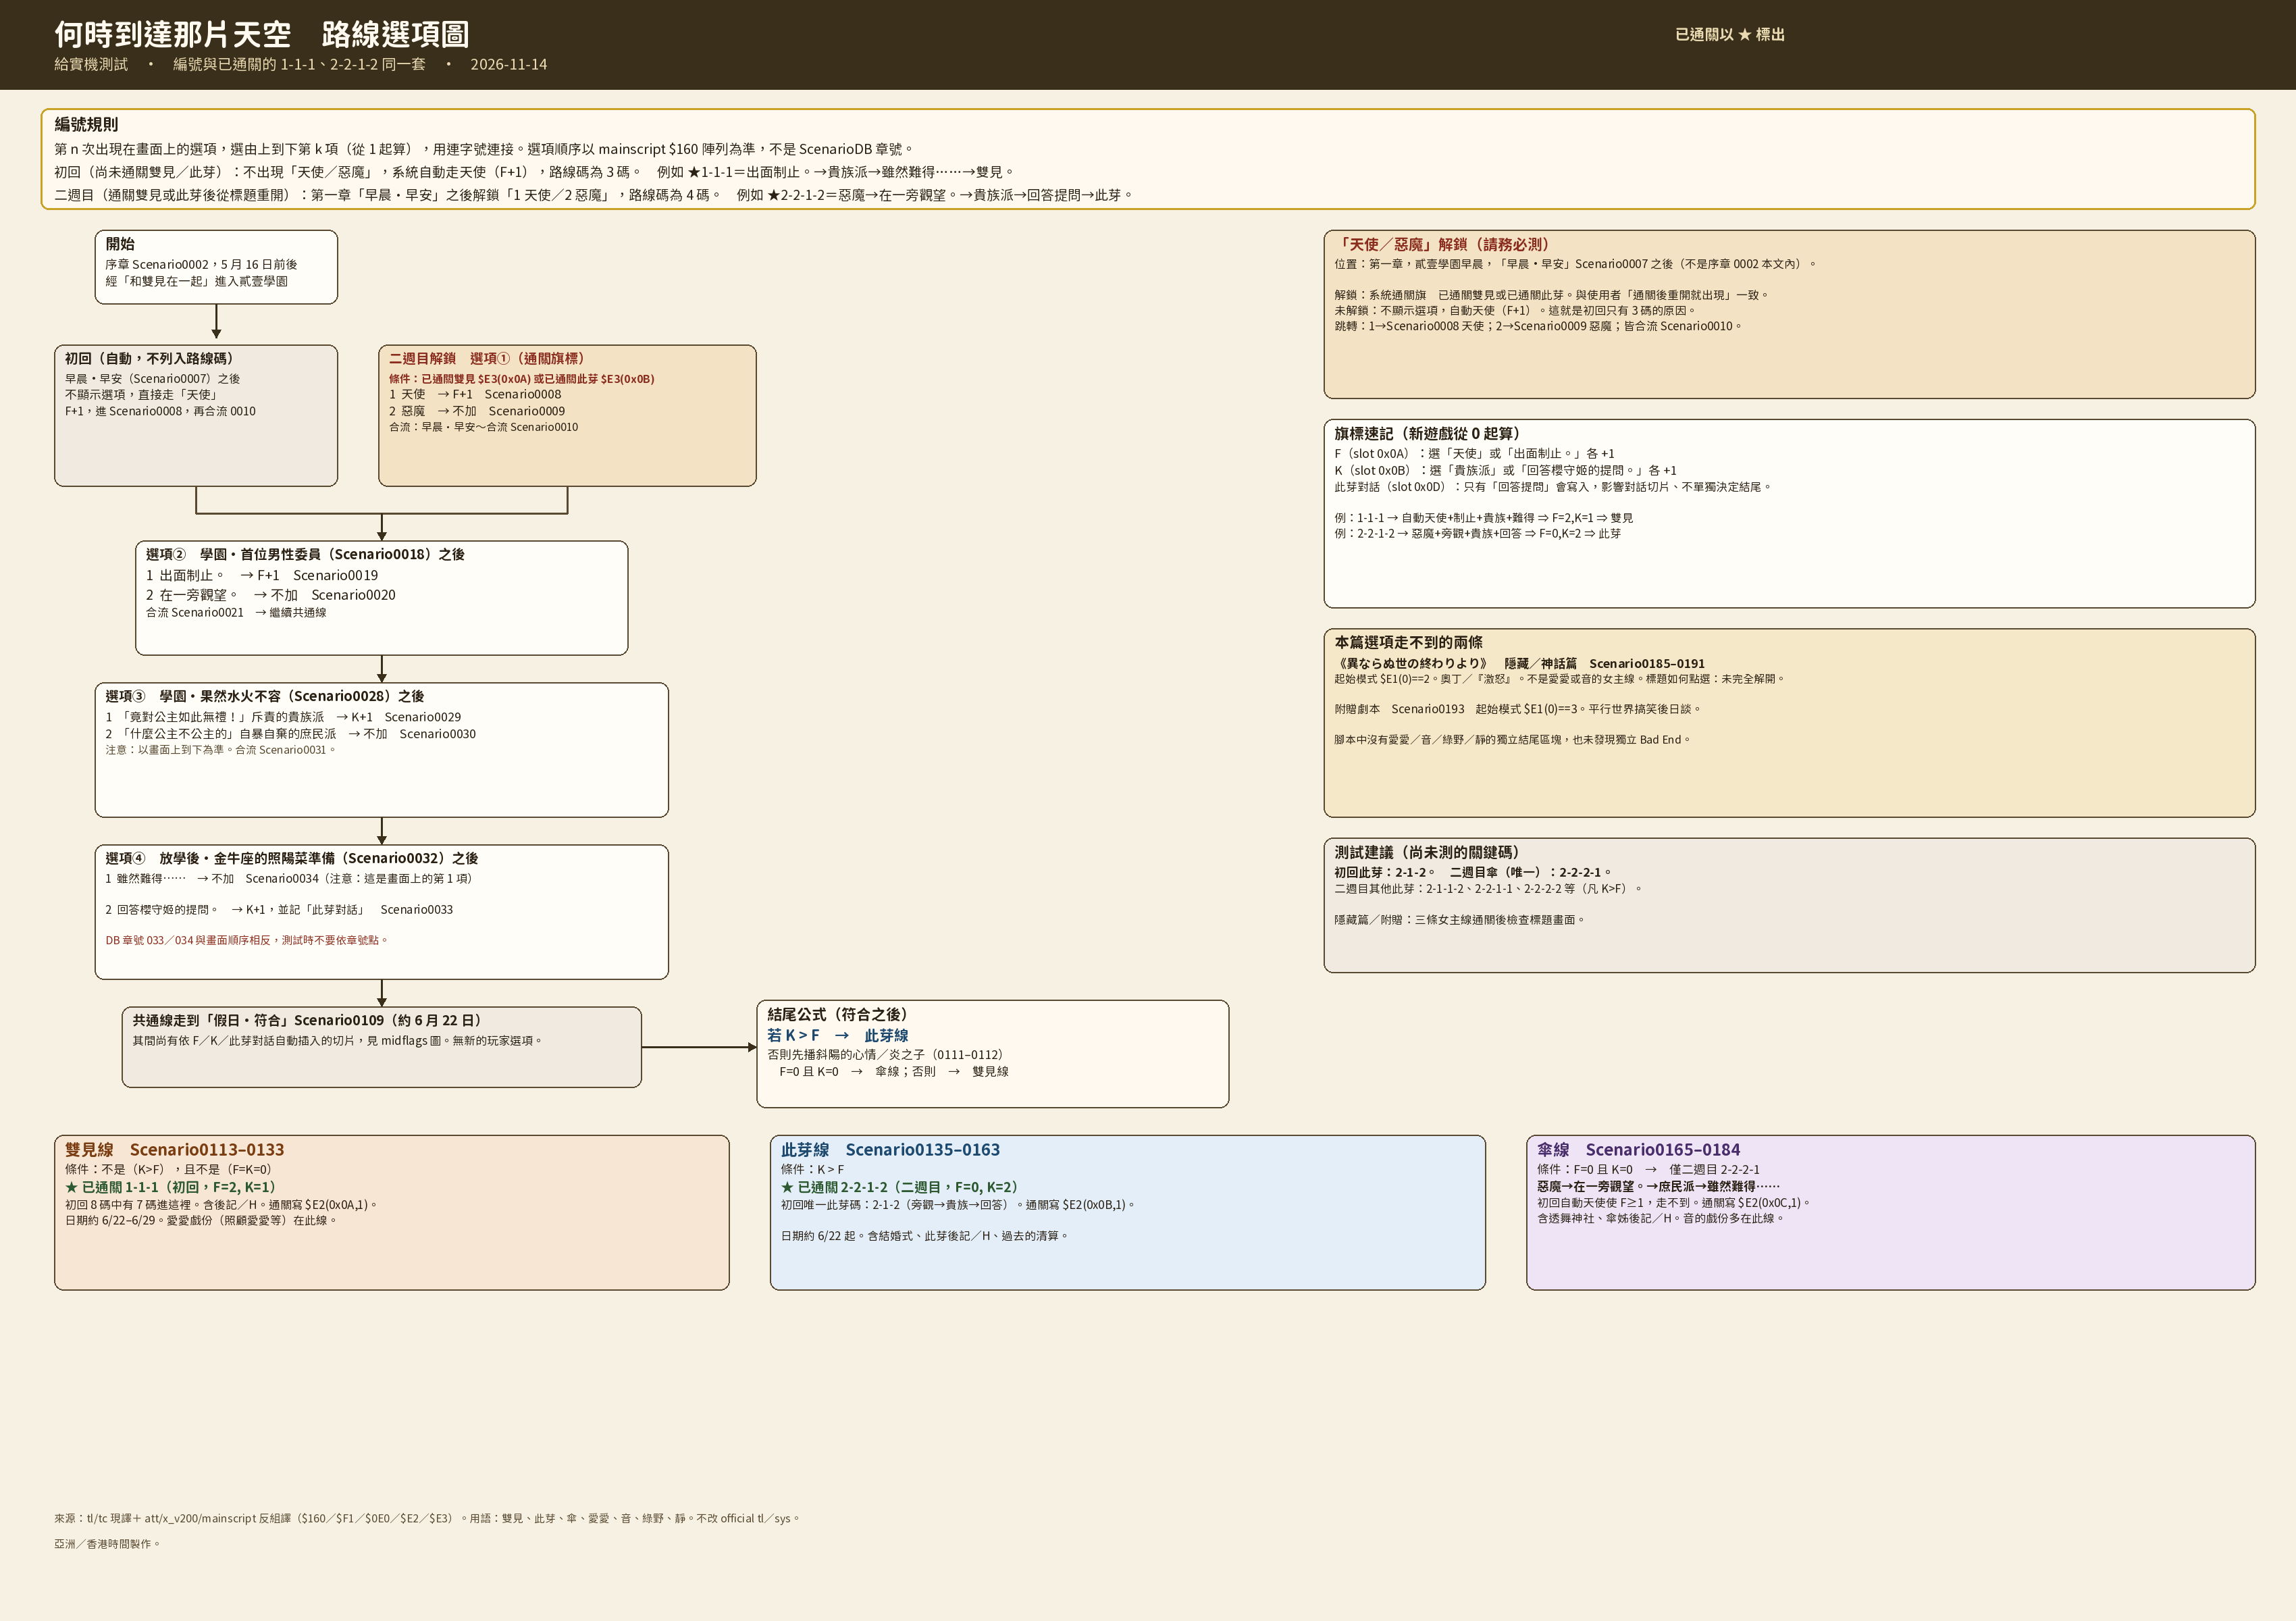 何時到達那片天空　路線選項圖
已通關以 ★ 標出
給實機測試　・　編號與已通關的 1-1-1、2-2-1-2 同一套　・　2026-11-14
編號規則
第 n 次出現在畫面上的選項，選由上到下第 k 項（從 1 起算），用連字號連接。選項順序以 mainscript $160 陣列為準，不是 ScenarioDB 章號。
初回（尚未通關雙見／此芽）：不出現「天使／惡魔」，系統自動走天使（F+1），路線碼為 3 碼。　例如 ★1-1-1＝出面制止。→貴族派→雖然難得……→雙見。
二週目（通關雙見或此芽後從標題重開）：第一章「早晨・早安」之後解鎖「1 天使／2 惡魔」，路線碼為 4 碼。　例如 ★2-2-1-2＝惡魔→在一旁觀望。→貴族派→回答提問→此芽。
開始
序章 Scenario0002，5 月 16 日前後
經「和雙見在一起」進入貳壹學園
初回（自動，不列入路線碼）
早晨・早安（Scenario0007）之後
不顯示選項，直接走「天使」
F+1，進 Scenario0008，再合流 0010
二週目解鎖　選項①（通關旗標）
條件：已通關雙見 $E3(0x0A) 或已通關此芽 $E3(0x0B)
1 天使　→ F+1　Scenario0008
2 惡魔　→ 不加　Scenario0009
合流：早晨・早安～合流 Scenario0010
選項②　學園・首位男性委員（Scenario0018）之後
1 出面制止。　→ F+1　Scenario0019
2 在一旁觀望。　→ 不加　Scenario0020
合流 Scenario0021　→ 繼續共通線
選項③　學園・果然水火不容（Scenario0028）之後
1 「竟對公主如此無禮！」斥責的貴族派　→ K+1　Scenario0029
2 「什麼公主不公主的」自暴自棄的庶民派　→ 不加　Scenario0030
注意：以畫面上到下為準。合流 Scenario0031。
選項④　放學後・金牛座的照陽菜準備（Scenario0032）之後
1 雖然難得……　→ 不加　Scenario0034（注意：這是畫面上的第 1 項）
2 回答櫻守姬的提問。　→ K+1，並記「此芽對話」　Scenario0033
DB 章號 033／034 與畫面順序相反，測試時不要依章號點。
共通線走到「假日・符合」Scenario0109（約 6 月 22 日）
其間尚有依 F／K／此芽對話自動插入的切片，見 midflags 圖。無新的玩家選項。
結尾公式（符合之後）
若 K > F　→　此芽線
否則先播斜陽的心情／炎之子（0111–0112）
F=0 且 K=0　→　傘線；否則　→　雙見線
「天使／惡魔」解鎖（請務必測）
位置：第一章，貳壹學園早晨，「早晨・早安」Scenario0007 之後（不是序章 0002 本文內）。
解鎖：系統通關旗　已通關雙見或已通關此芽。與使用者「通關後重開就出現」一致。
未解鎖：不顯示選項，自動天使（F+1）。這就是初回只有 3 碼的原因。
跳轉：1→Scenario0008 天使；2→Scenario0009 惡魔；皆合流 Scenario0010。
旗標速記（新遊戲從 0 起算）
F（slot 0x0A）：選「天使」或「出面制止。」各 +1
K（slot 0x0B）：選「貴族派」或「回答櫻守姬的提問。」各 +1
此芽對話（slot 0x0D）：只有「回答提問」會寫入，影響對話切片、不單獨決定結尾。
例：1-1-1 → 自動天使+制止+貴族+難得 ⇒ F=2,K=1 ⇒ 雙見
例：2-2-1-2 → 惡魔+旁觀+貴族+回答 ⇒ F=0,K=2 ⇒ 此芽
本篇選項走不到的兩條
《異ならぬ世の終わりより》　隱藏／神話篇　Scenario0185–0191
起始模式 $E1(0)==2。奧丁／『激怒』。不是愛愛或音的女主線。標題如何點選：未完全解開。
附贈劇本　Scenario0193　起始模式 $E1(0)==3。平行世界搞笑後日談。
腳本中沒有愛愛／音／綠野／靜的獨立結尾區塊，也未發現獨立 Bad End。
測試建議（尚未測的關鍵碼）
初回此芽：2-1-2。　二週目傘（唯一）：2-2-2-1。
二週目其他此芽：2-1-1-2、2-2-1-1、2-2-2-2 等（凡 K>F）。
隱藏篇／附贈：三條女主線通關後檢查標題畫面。
雙見線　Scenario0113–0133
條件：不是（K>F），且不是（F=K=0）
★ 已通關 1-1-1（初回，F=2, K=1）
初回 8 碼中有 7 碼進這裡。含後記／H。通關寫 $E2(0x0A,1)。
日期約 6/22–6/29。愛愛戲份（照顧愛愛等）在此線。
此芽線　Scenario0135–0163
條件：K > F
★ 已通關 2-2-1-2（二週目，F=0, K=2）
初回唯一此芽碼：2-1-2（旁觀→貴族→回答）。通關寫 $E2(0x0B,1)。
日期約 6/22 起。含結婚式、此芽後記／H、過去的清算。
傘線　Scenario0165–0184
條件：F=0 且 K=0　→　僅二週目 2-2-2-1
惡魔→在一旁觀望。→庶民派→雖然難得……
初回自動天使使 F≥1，走不到。通關寫 $E2(0x0C,1)。
含透舞神社、傘姊後記／H。音的戲份多在此線。
來源：tl/tc 現譯＋ att/x_v200/mainscript 反組譯（$160／$F1／$0E0／$E2／$E3）。用語：雙見、此芽、傘、愛愛、音、綠野、靜。不改 official tl／sys。
亞洲／香港時間製作。